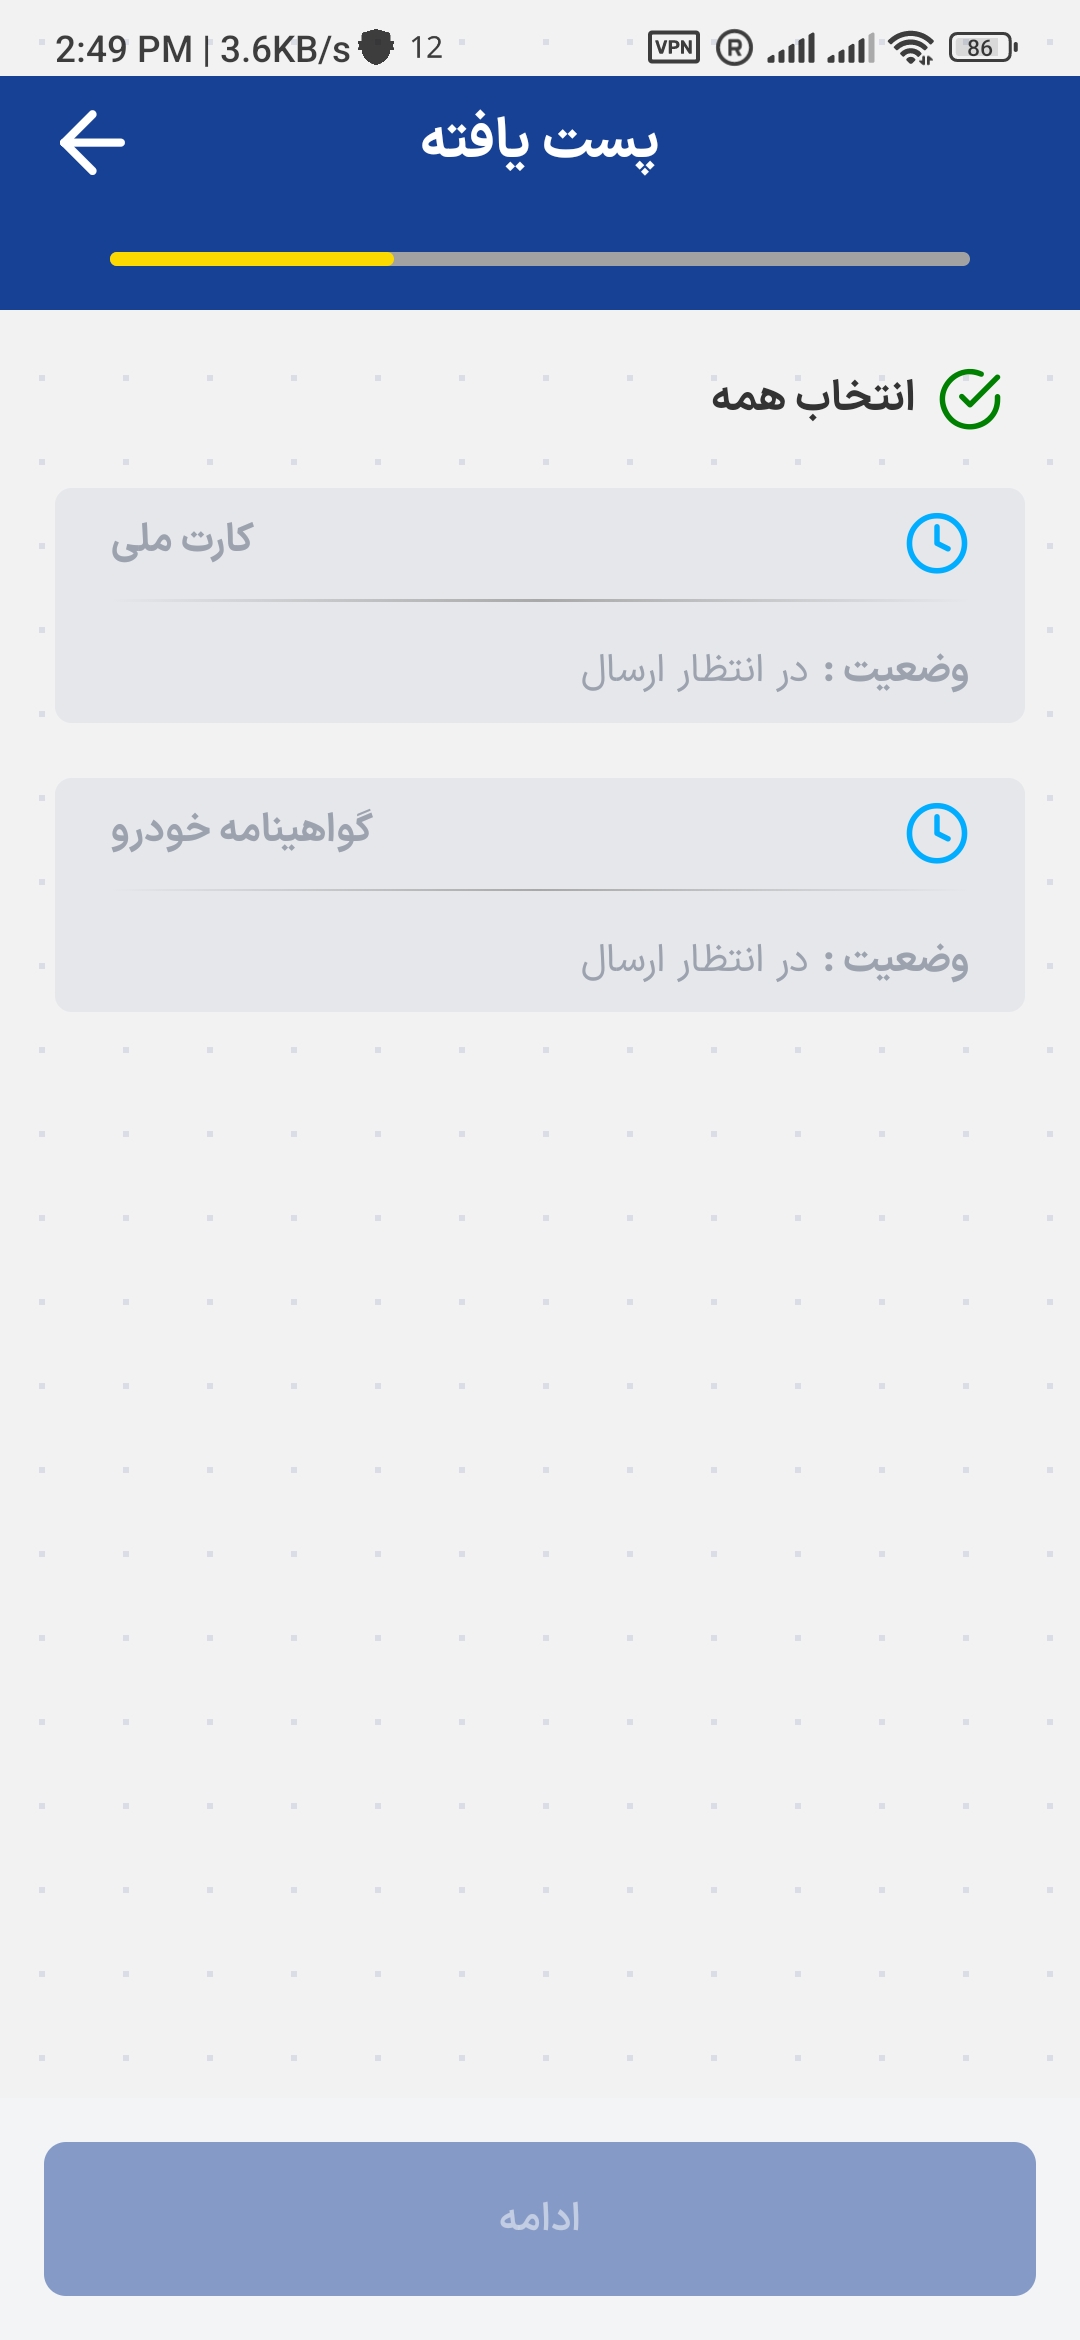 2:49 PM | 3.6KB/s 12 VPN R 86
پست یافته
انتخاب همه
کارت ملی
وضعیت : در انتظار ارسال
گواهینامه خودرو
وضعیت : در انتظار ارسال
ادامه